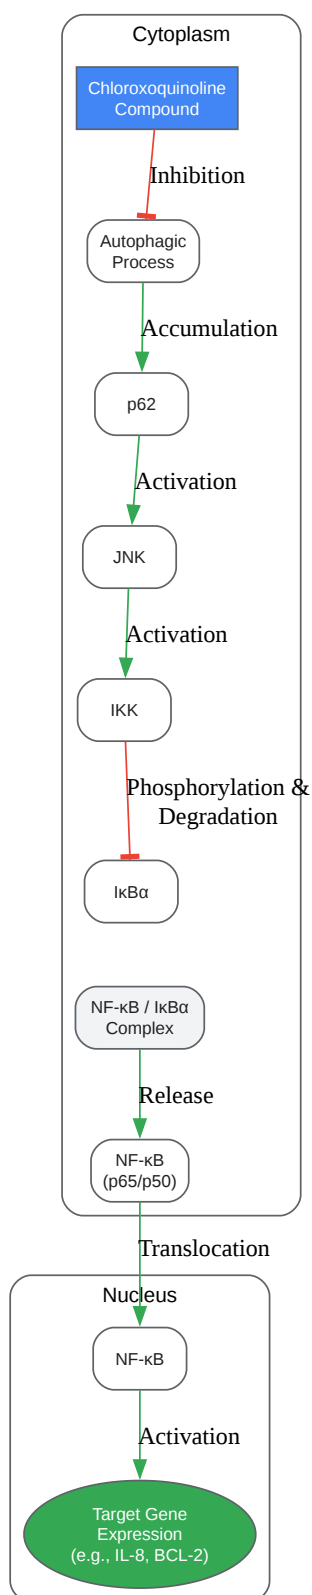 Cytoplasm
Chloroxoquinoline
Compound
Inhibition
Autophagic
Process
Accumulation
p62
Activation
JNK
Activation
IKK
Phosphorylation &
Degradation
IκBα
NF-κB / IκBα
Complex
Release
NF-κB
(p65/p50)
Translocation
Nucleus
NF-κB
Activation
Target Gene
Expression
(e.g., IL-8, BCL-2)